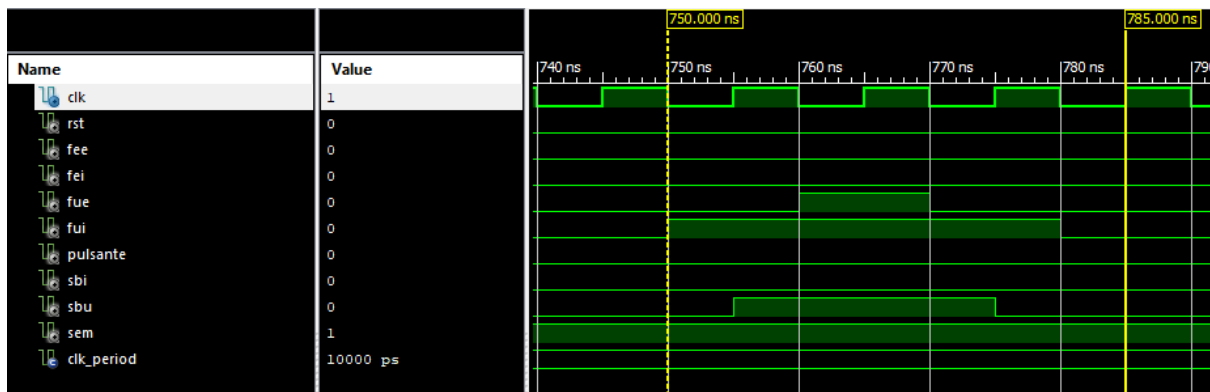 750.000 ns 785.000 ns
Name Value 740 ns 750 ns 760 ns 770 ns 780 ns 790
clk 1
rst 0
fee 0
fei 0
fue 0
fui 0
pulsante 0
sbi 0
sbu 0
sem 1
clk_period 10000 ps